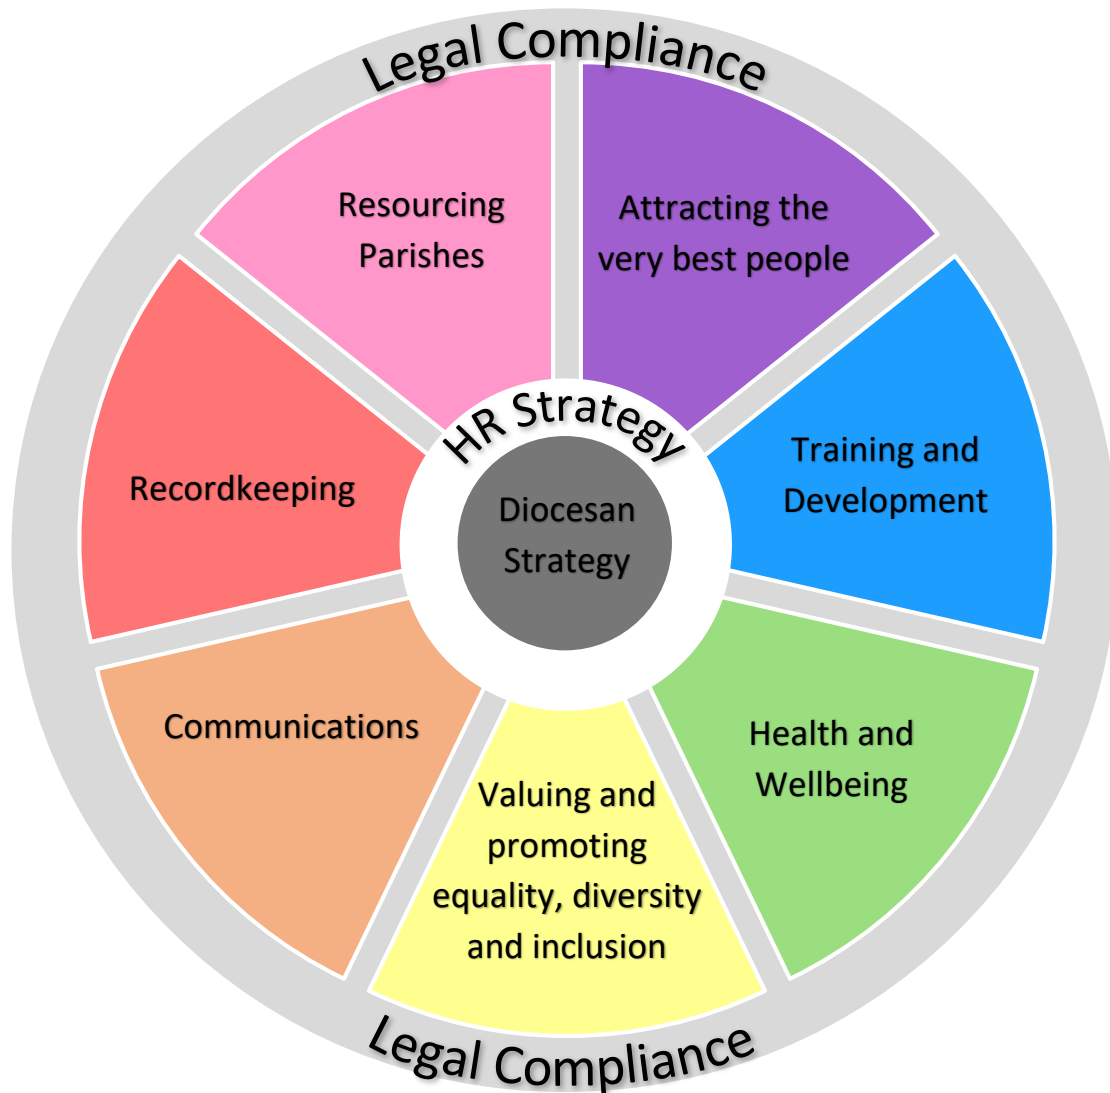 Legal Compliance
Resourcing
Parishes
Attracting the
very best people
HR Strategy
Diocesan
Strategy
Training and
Development
Recordkeeping
Communications
Health and
Wellbeing
Valuing and
promoting
equality, diversity
and inclusion
Legal Compliance